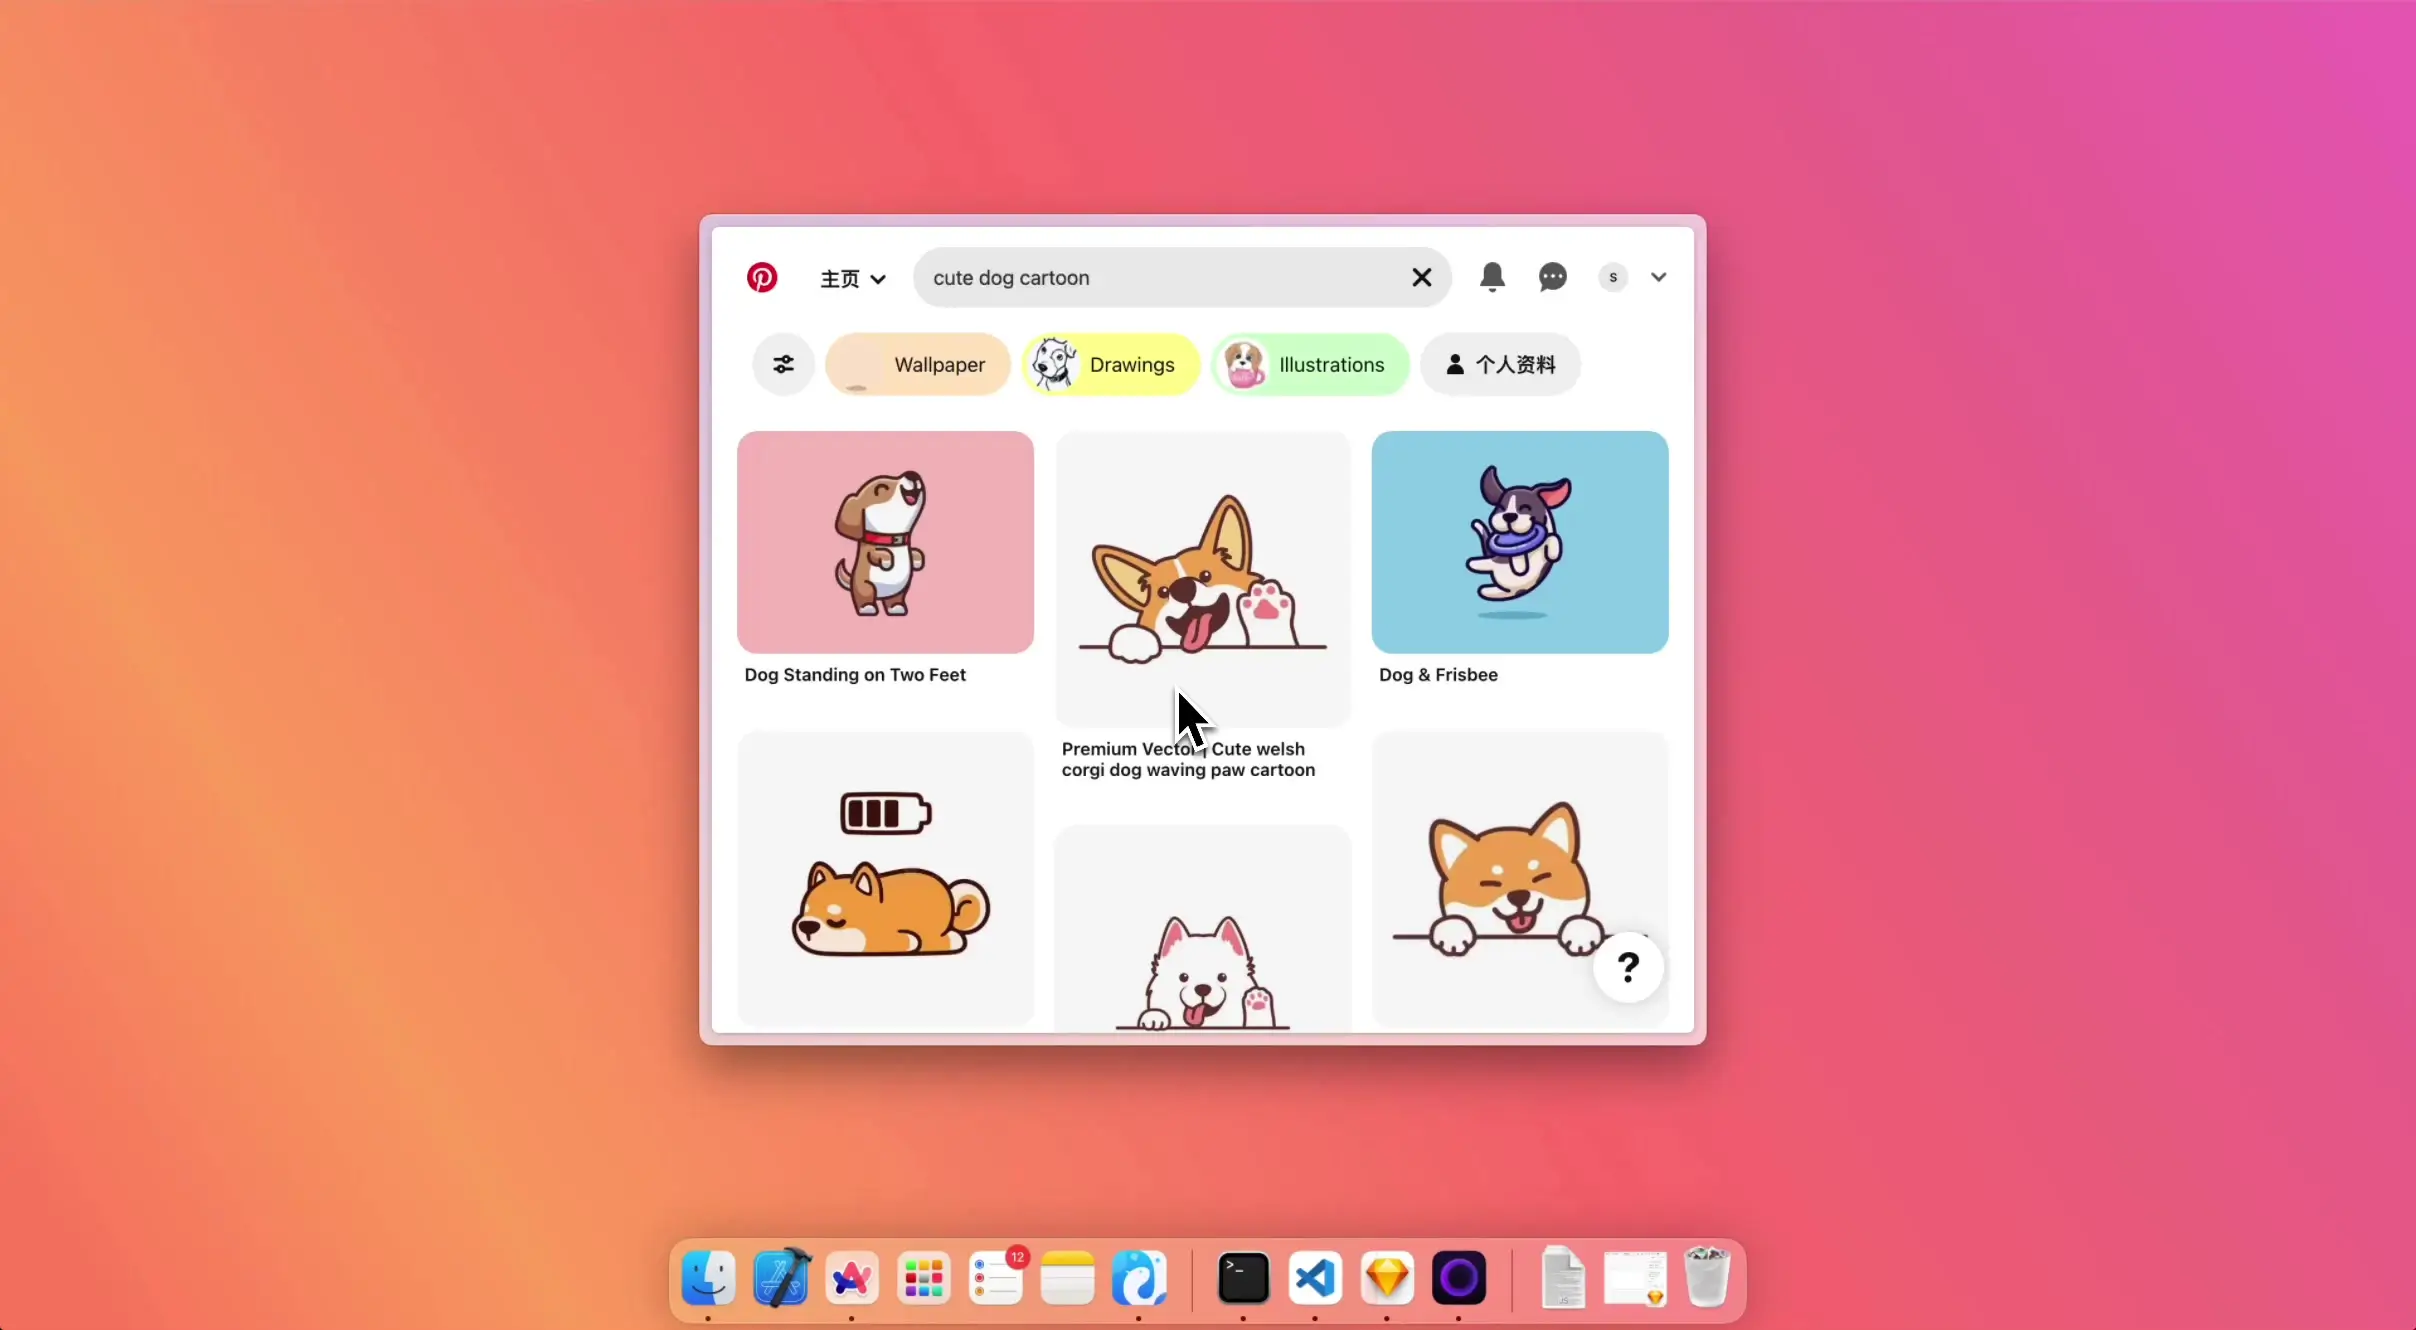 主页
cute dog cartoon
s
Wallpaper
Drawings
Illustrations
个人资料
Dog Standing on Two Feet
Premium Vector | Cute welsh
corgi dog waving paw cartoon
Dog & Frisbee
?
12
>_
JS